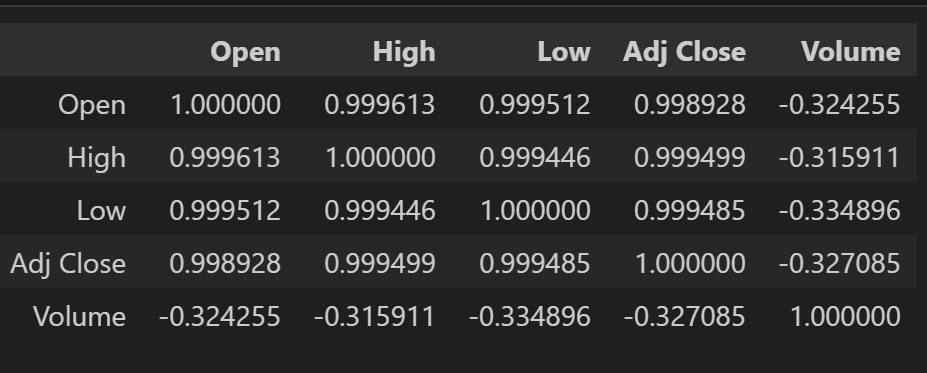 Open High Low Adj Close Volume
Open 1.000000 0.999613 0.999512 0.998928 -0.324255
High 0.999613 1.000000 0.999446 0.999499 -0.315911
Low 0.999512 0.999446 1.000000 0.999485 -0.334896
Adj Close 0.998928 0.999499 0.999485 1.000000 -0.327085
Volume -0.324255 -0.315911 -0.334896 -0.327085 1.000000